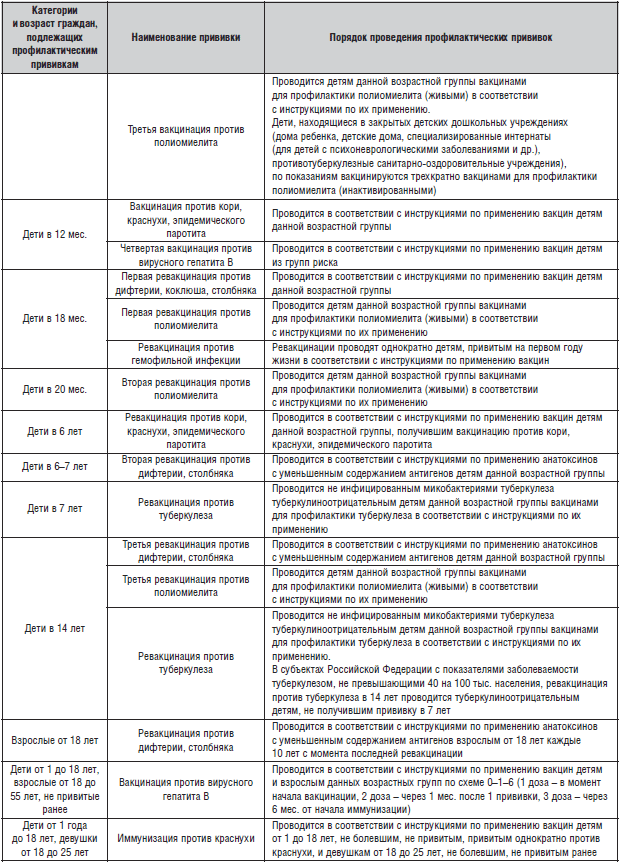 Категории
и возраст граждан,
подлежащих
профилактическим
прививкам
Наименование прививки
Порядок проведения профилактических прививок
Третья вакцинация против
полиомиелита
Проводится детям данной возрастной группы вакцинами
для профилактики полиомиелита (живыми) в соответствии
с инструкциями по их применению.
Дети, находящиеся в закрытых детских дошкольных учреждениях
(дома ребенка, детские дома, специализированные интернаты
(для детей с психоневрологическими заболеваниями и др.),
противотуберкулезные санитарно-оздоровительные учреждения),
по показаниям вакцинируются трехкратно вакцинами для профилактики
полиомиелита (инактивированными)
Дети в 12 мес.
Вакцинация против кори,
краснухи, эпидемического
паротита
Проводится в соответствии с инструкциями по применению вакцин детям
данной возрастной группы
Четвертая вакцинация против
вирусного гепатита В
Проводится в соответствии с инструкциями по применению вакцин детям
из групп риска
Дети в 18 мес.
Первая ревакцинация против
дифтерии, коклюша, столбняка
Проводится в соответствии с инструкциями по применению вакцин детям
данной возрастной группы
Первая ревакцинация против
полиомиелита
Проводится детям данной возрастной группы вакцинами
для профилактики полиомиелита (живыми) в соответствии
с инструкциями по их применению
Ревакцинация против
гемофильной инфекции
Ревакцинации проводят однократно детям, привитым на первом году
жизни в соответствии с инструкциями по применению вакцин
Дети в 20 мес.
Вторая ревакцинация против
полиомиелита
Проводится детям данной возрастной группы вакцинами
для профилактики полиомиелита (живыми) в соответствии
с инструкциями по их применению
Дети в 6 лет
Ревакцинация против кори,
краснухи, эпидемического
паротита
Проводится в соответствии с инструкциями по применению вакцин детям
данной возрастной группы, получившим вакцинацию против кори,
краснухи, эпидемического паротита
Дети в 6–7 лет
Вторая ревакцинация против
дифтерии, столбняка
Проводится в соответствии с инструкциями по применению анатоксинов
с уменьшенным содержанием антигенов детям данной возрастной группы
Дети в 7 лет
Ревакцинация против
туберкулеза
Проводится не инфицированным микобактериями туберкулеза
туберкулиноотрицательным детям данной возрастной группы вакцинами
для профилактики туберкулеза в соответствии с инструкциями по их
применению
Дети в 14 лет
Третья ревакцинация против
дифтерии, столбняка
Проводится в соответствии с инструкциями по применению анатоксинов
с уменьшенным содержанием антигенов детям данной возрастной группы
Третья ревакцинация против
полиомиелита
Проводится детям данной возрастной группы вакцинами
для профилактики полиомиелита (живыми) в соответствии
с инструкциями по их применению
Ревакцинация против
туберкулеза
Проводится не инфицированным микобактериями туберкулеза
туберкулиноотрицательным детям данной возрастной группы вакцинами
для профилактики туберкулеза в соответствии с инструкциями по их
применению.
В субъектах Российской Федерации с показателями заболеваемости
туберкулезом, не превышающими 40 на 100 тыс. населения, ревакцинация
против туберкулеза в 14 лет проводится туберкулиноотрицательным
детям, не получившим прививку в 7 лет
Взрослые от 18 лет
Ревакцинация против
дифтерии, столбняка
Проводится в соответствии с инструкциями по применению анатоксинов
с уменьшенным содержанием антигенов взрослым от 18 лет каждые
10 лет с момента последней ревакцинации
Дети от 1 до 18 лет,
взрослые от 18 до
55 лет, не привитые
ранее
Вакцинация против вирусного
гепатита В
Проводится в соответствии с инструкциями по применению вакцин детям
и взрослым данных возрастных групп по схеме 0–1–6 (1 доза – в момент
начала вакцинации, 2 доза – через 1 мес. после 1 прививки, 3 доза – через
6 мес. от начала иммунизации)
Дети от 1 года
до 18 лет, девушки
от 18 до 25 лет
Иммунизация против краснухи
Проводится в соответствии с инструкциями по применению вакцин детям
от 1 до 18 лет, не болевшим, не привитым, привитым однократно против
краснухи, и девушкам от 18 до 25 лет, не болевшим, не привитым ранее